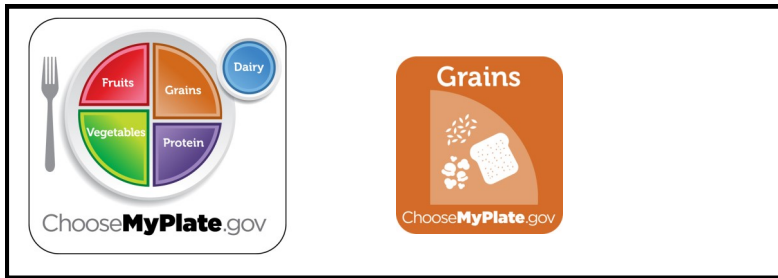 Fruits
Grains
Dairy
Vegetables
Protein
ChooseMyPlate.gov
Grains
ChooseMyPlate.gov